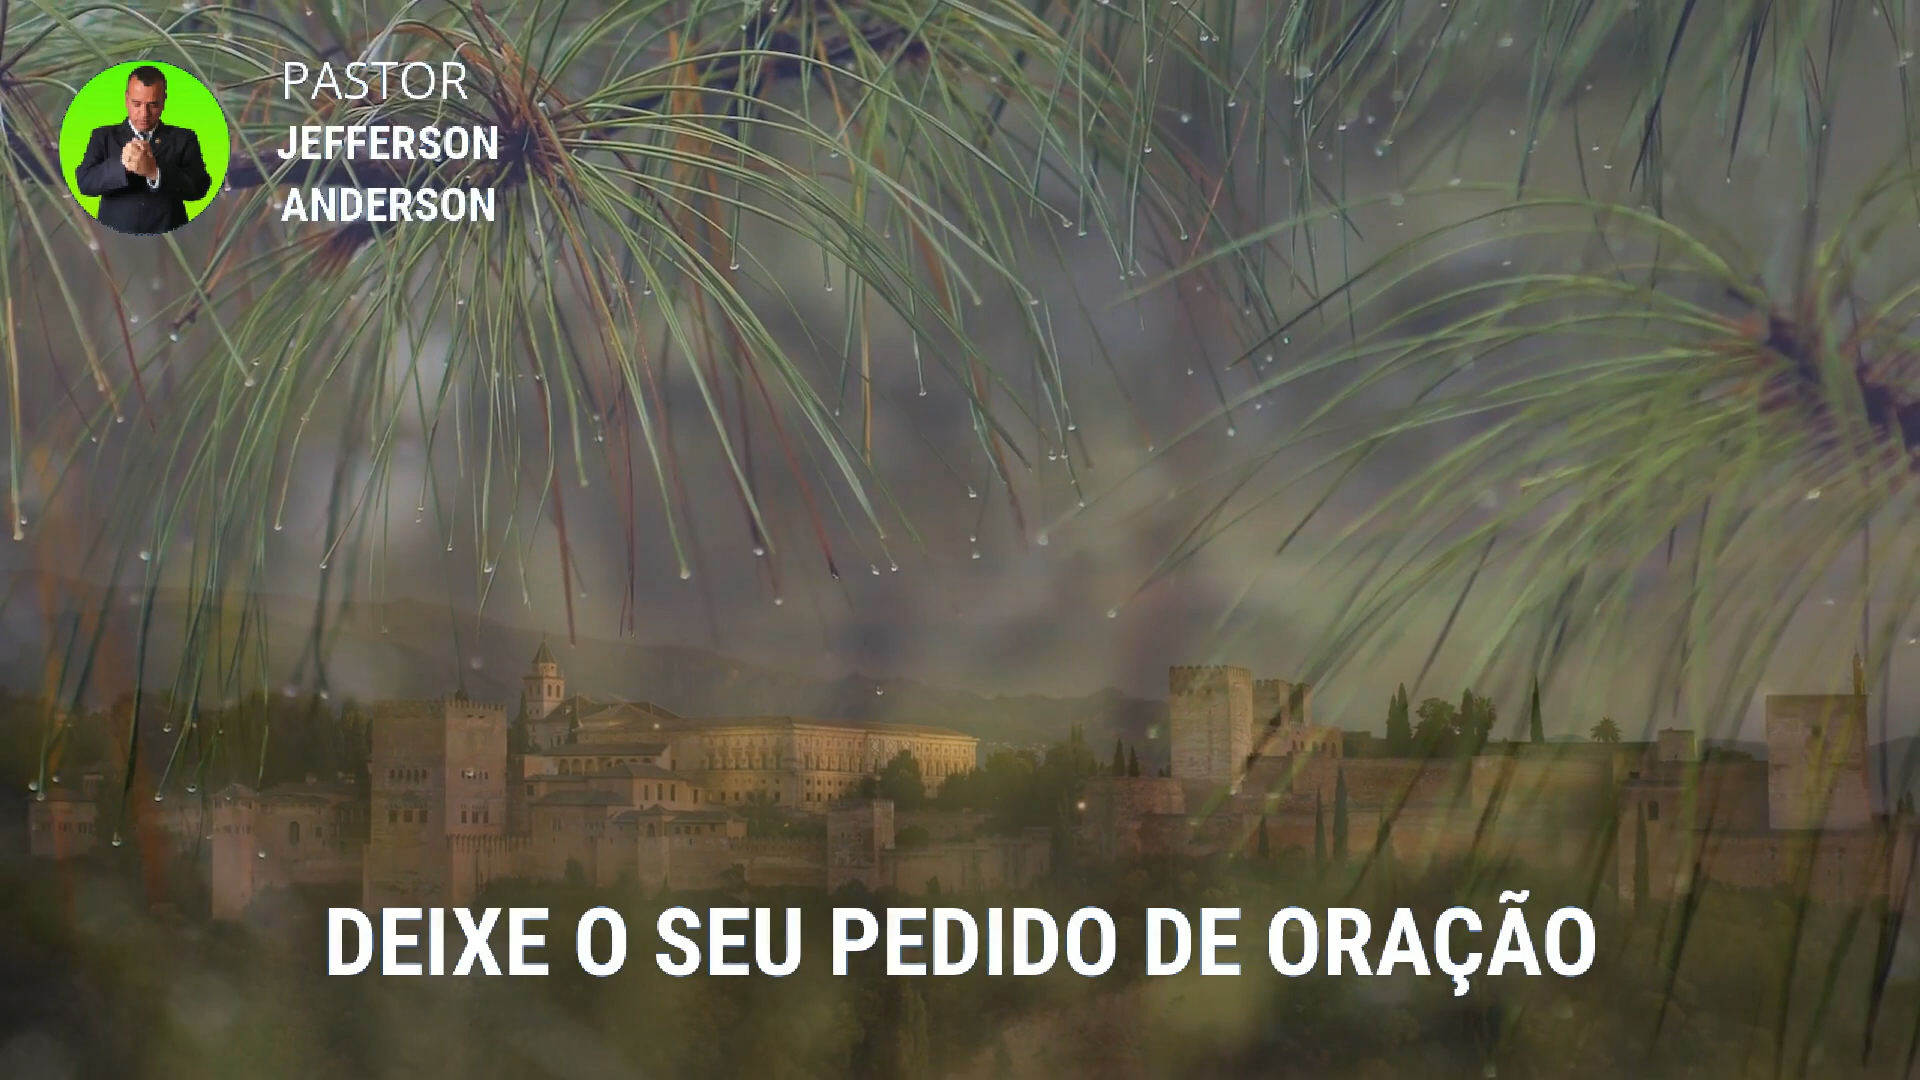 PASTOR
JEFFERSON
ANDERSON
DEIXE O SEU PEDIDO DE ORAÇÃO